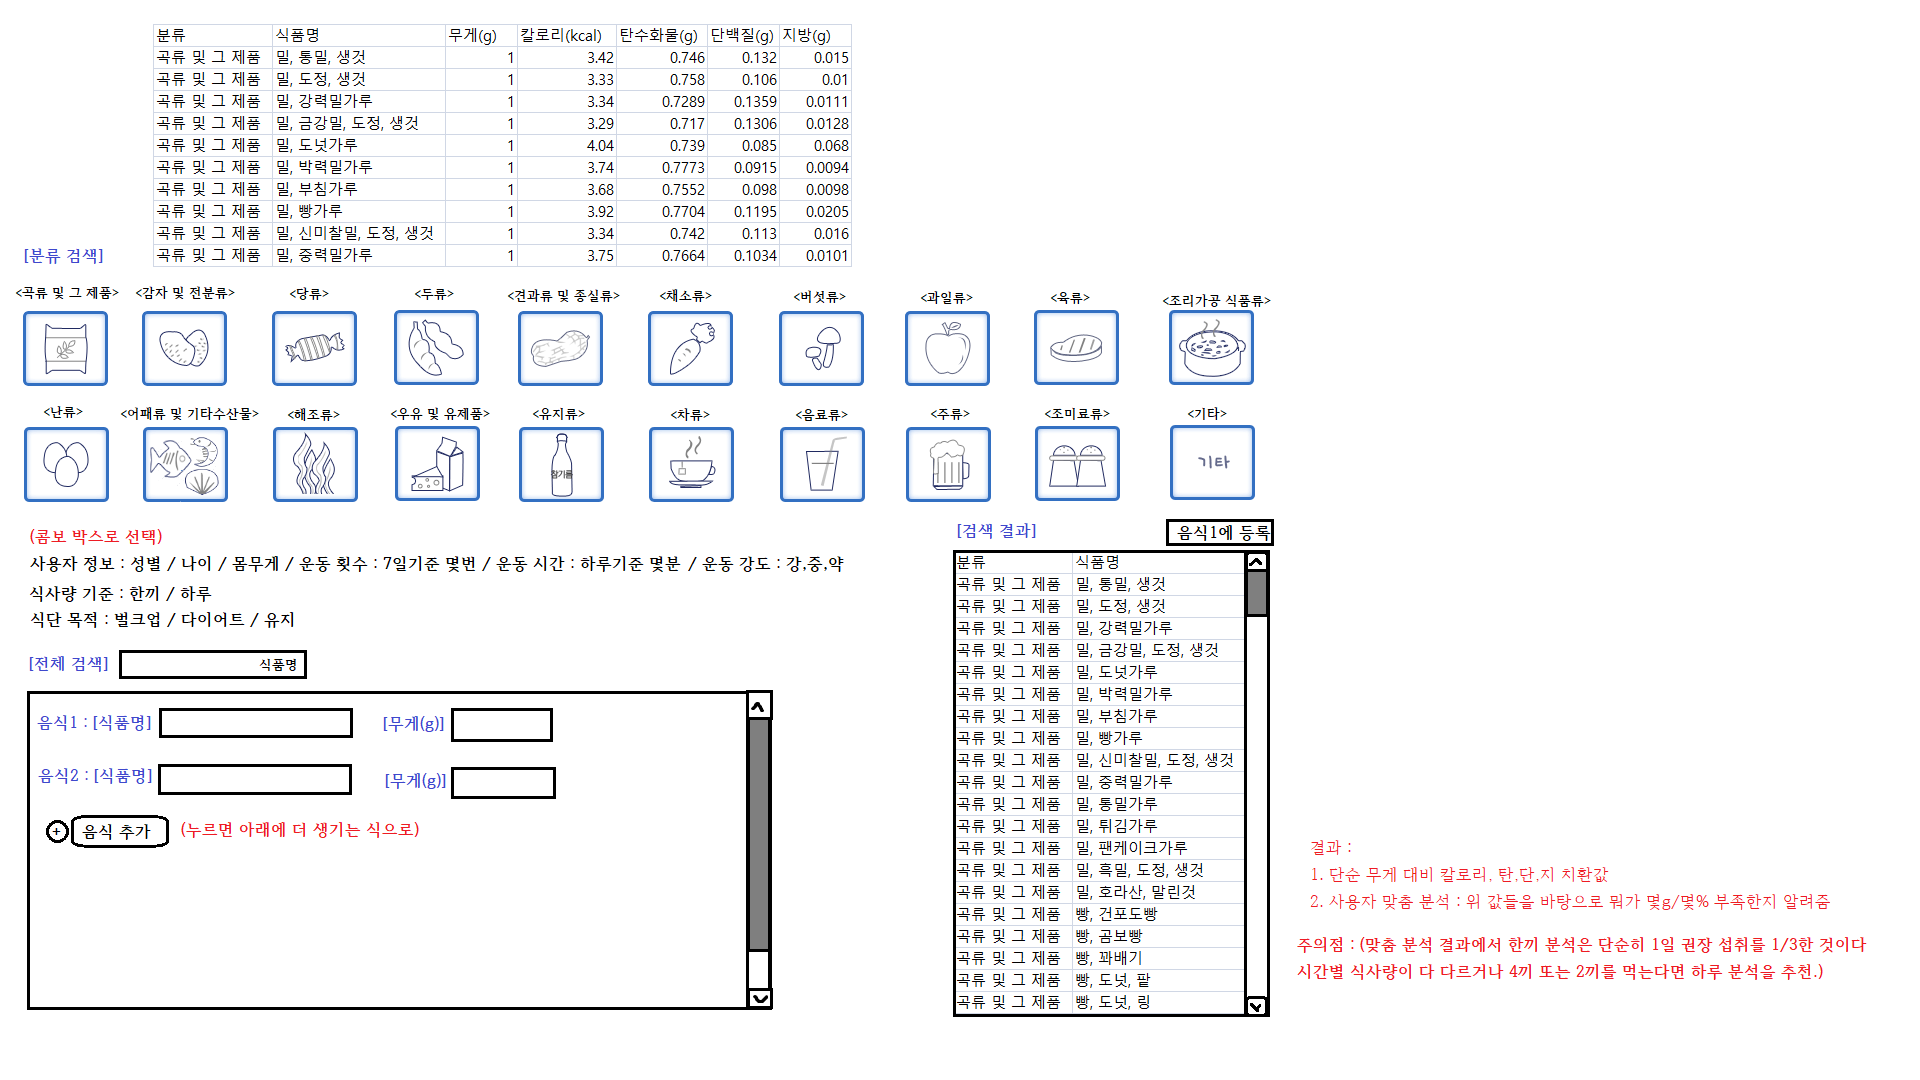 분류 식품명 무게(g) 칼로리(kcal) 탄수화물(g) 단백질(g) 지방(g)
곡류 및 그 제품 밀, 통밀, 생것 1 3.42 0.746 0.132 0.015
곡류 및 그 제품 밀, 도정, 생것 1 3.33 0.758 0.106 0.01
곡류 및 그 제품 밀, 강력밀가루 1 3.34 0.7289 0.1359 0.0111
곡류 및 그 제품 밀, 금강밀, 도정, 생것 1 3.29 0.717 0.1306 0.0128
곡류 및 그 제품 밀, 도넛가루 1 4.04 0.739 0.085 0.068
곡류 및 그 제품 밀, 박력밀가루 1 3.74 0.7773 0.0915 0.0094
곡류 및 그 제품 밀, 부침가루 1 3.68 0.7552 0.098 0.0098
곡류 및 그 제품 밀, 빵가루 1 3.92 0.7704 0.1195 0.0205
곡류 및 그 제품 밀, 신미찰밀, 도정, 생것 1 3.34 0.742 0.113 0.016
곡류 및 그 제품 밀, 중력밀가루 1 3.75 0.7664 0.1034 0.0101
[분류 검색]
<곡류 및 그 제품> <감자 및 전분류> <당류> <두류> <견과류 및 종실류> <채소류> <버섯류> <과일류> <육류> <조리가공 식품류>
<난류> <어패류 및 기타수산물> <해조류> <우유 및 유제품> <유지류> <차류> <음료류> <주류> <조미료류> <기타>
참기름
기타
(콤보 박스로 선택)
사용자 정보 : 성별 / 나이 / 몸무게 / 운동 횟수 : 7일기준 몇번 / 운동 시간 : 하루기준 몇분 / 운동 강도 : 강,중,약
식사량 기준 : 한끼 / 하루
식단 목적 : 벌크업 / 다이어트 / 유지
[전체 검색] 식품명
음식1 : [식품명] [무게(g)]
음식2 : [식품명] [무게(g)]
+ 음식 추가 (누르면 아래에 더 생기는 식으로)
[검색 결과] 음식1에 등록
분류 식품명
곡류 및 그 제품 밀, 통밀, 생것
곡류 및 그 제품 밀, 도정, 생것
곡류 및 그 제품 밀, 강력밀가루
곡류 및 그 제품 밀, 금강밀, 도정, 생것
곡류 및 그 제품 밀, 도넛가루
곡류 및 그 제품 밀, 박력밀가루
곡류 및 그 제품 밀, 부침가루
곡류 및 그 제품 밀, 빵가루
곡류 및 그 제품 밀, 신미찰밀, 도정, 생것
곡류 및 그 제품 밀, 중력밀가루
곡류 및 그 제품 밀, 통밀가루
곡류 및 그 제품 밀, 튀김가루
곡류 및 그 제품 밀, 팬케이크가루
곡류 및 그 제품 밀, 흑밀, 도정, 생것
곡류 및 그 제품 밀, 호라산, 말린것
곡류 및 그 제품 빵, 건포도빵
곡류 및 그 제품 빵, 곰보빵
곡류 및 그 제품 빵, 꽈배기
곡류 및 그 제품 빵, 도넛, 팥
곡류 및 그 제품 빵, 도넛, 링
결과 :
1. 단순 무게 대비 칼로리, 탄,단,지 치환값
2. 사용자 맞춤 분석 : 위 값들을 바탕으로 뭐가 몇g/몇% 부족한지 알려줌
주의점 : (맞춤 분석 결과에서 한끼 분석은 단순히 1일 권장 섭취를 1/3한 것이다
시간별 식사량이 다 다르거나 4끼 또는 2끼를 먹는다면 하루 분석을 추천.)